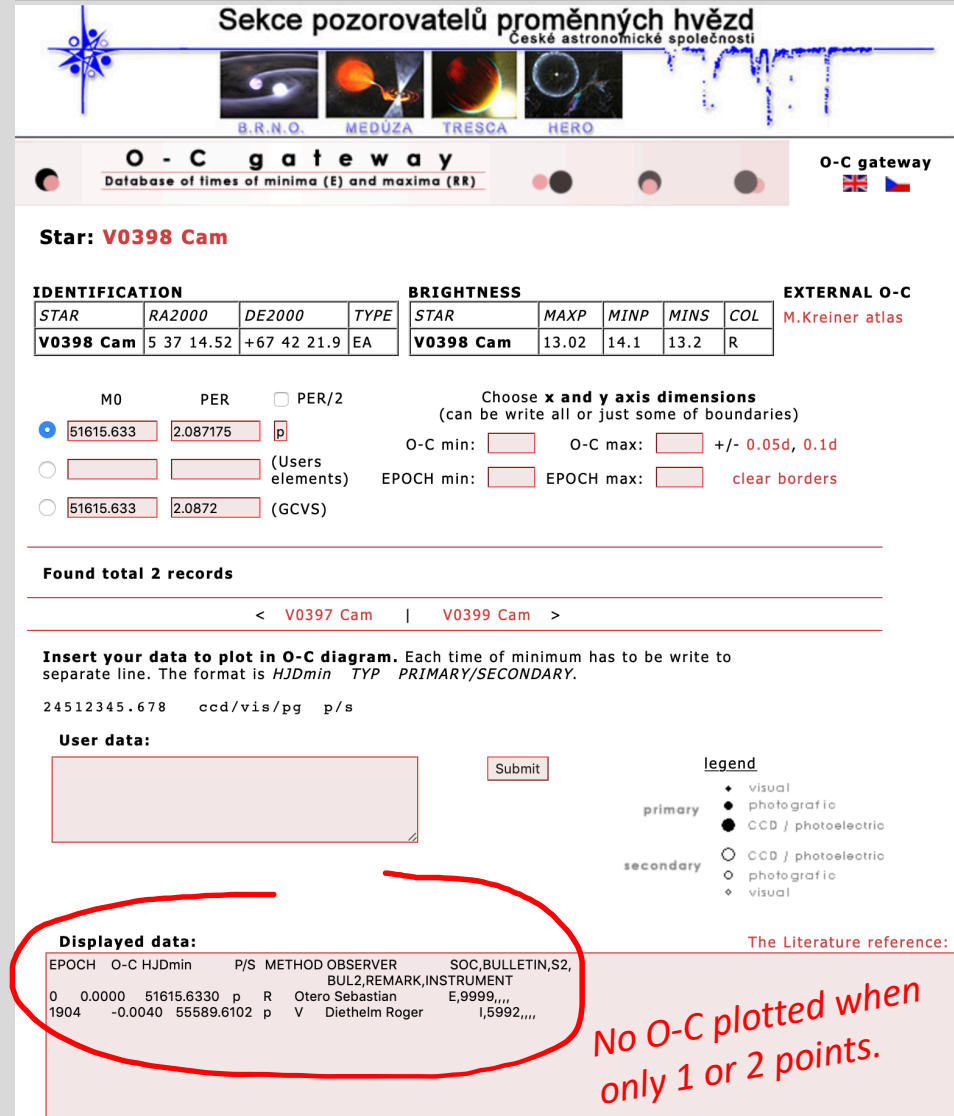 Sekce pozorovatelů proměnných hvězd
České astronomické společnosti
B.R.N.O. MEDÚZA TRESCA HERO
O - C gateway
Database of times of minima (E) and maxima (RR)
O-C gateway
Star: V0398 Cam
IDENTIFICATION
STAR RA2000 DE2000 TYPE
V0398 Cam 5 37 14.52 +67 42 21.9 EA
BRIGHTNESS
STAR MAXP MINP MINS COL
V0398 Cam 13.02 14.1 13.2 R
EXTERNAL O-C
M.Kreiner atlas
M0 PER PER/2
51615.633 2.087175 p
(Users
elements)
51615.633 2.0872 (GCVS)
Choose x and y axis dimensions
(can be write all or just some of boundaries)
O-C min: O-C max: +/- 0.05d, 0.1d
EPOCH min: EPOCH max: clear borders
Found total 2 records
< V0397 Cam | V0399 Cam >
Insert your data to plot in O-C diagram. Each time of minimum has to be write to
separate line. The format is HJDmin TYP PRIMARY/SECONDARY.
24512345.678 ccd/vis/pg p/s
User data:
Submit
legend
primary
visual
photografic
CCD / photoelectric
secondary
CCD / photoelectric
photografic
visual
Displayed data:
The Literature reference:
EPOCH O-C HJDmin P/S METHOD OBSERVER SOC,BULLETIN,S2,
BUL2,REMARK,INSTRUMENT
0 0.0000 51615.6330 p R Otero Sebastian E,9999,,,,
1904 -0.0040 55589.6102 p V Diethelm Roger I,5992,,,,
No O-C plotted when
only 1 or 2 points.